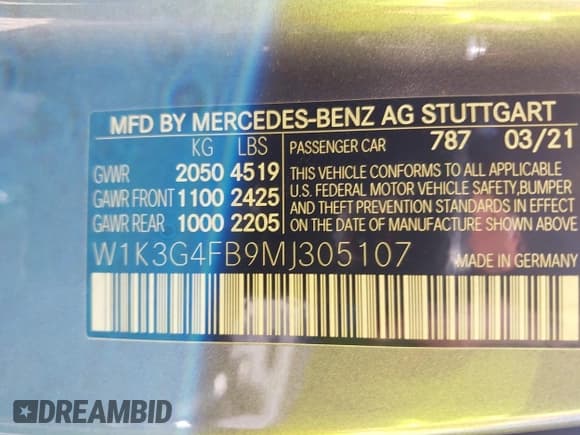 MFD BY MERCEDES-BENZ AG STUTTGART
KG LBS
GVWR 2050 4519
GAWR FRONT 1100 2425
GAWR REAR 1000 2205
PASSENGER CAR 787 03/21
THIS VEHICLE CONFORMS TO ALL APPLICABLE
U.S. FEDERAL MOTOR VEHICLE SAFETY,BUMPER
AND THEFT PREVENTION STANDARDS IN EFFECT
ON THE DATE OF MANUFACTURE SHOWN ABOVE.
W1K3G4FB9MJ305107
MADE IN GERMANY
DREAMBID